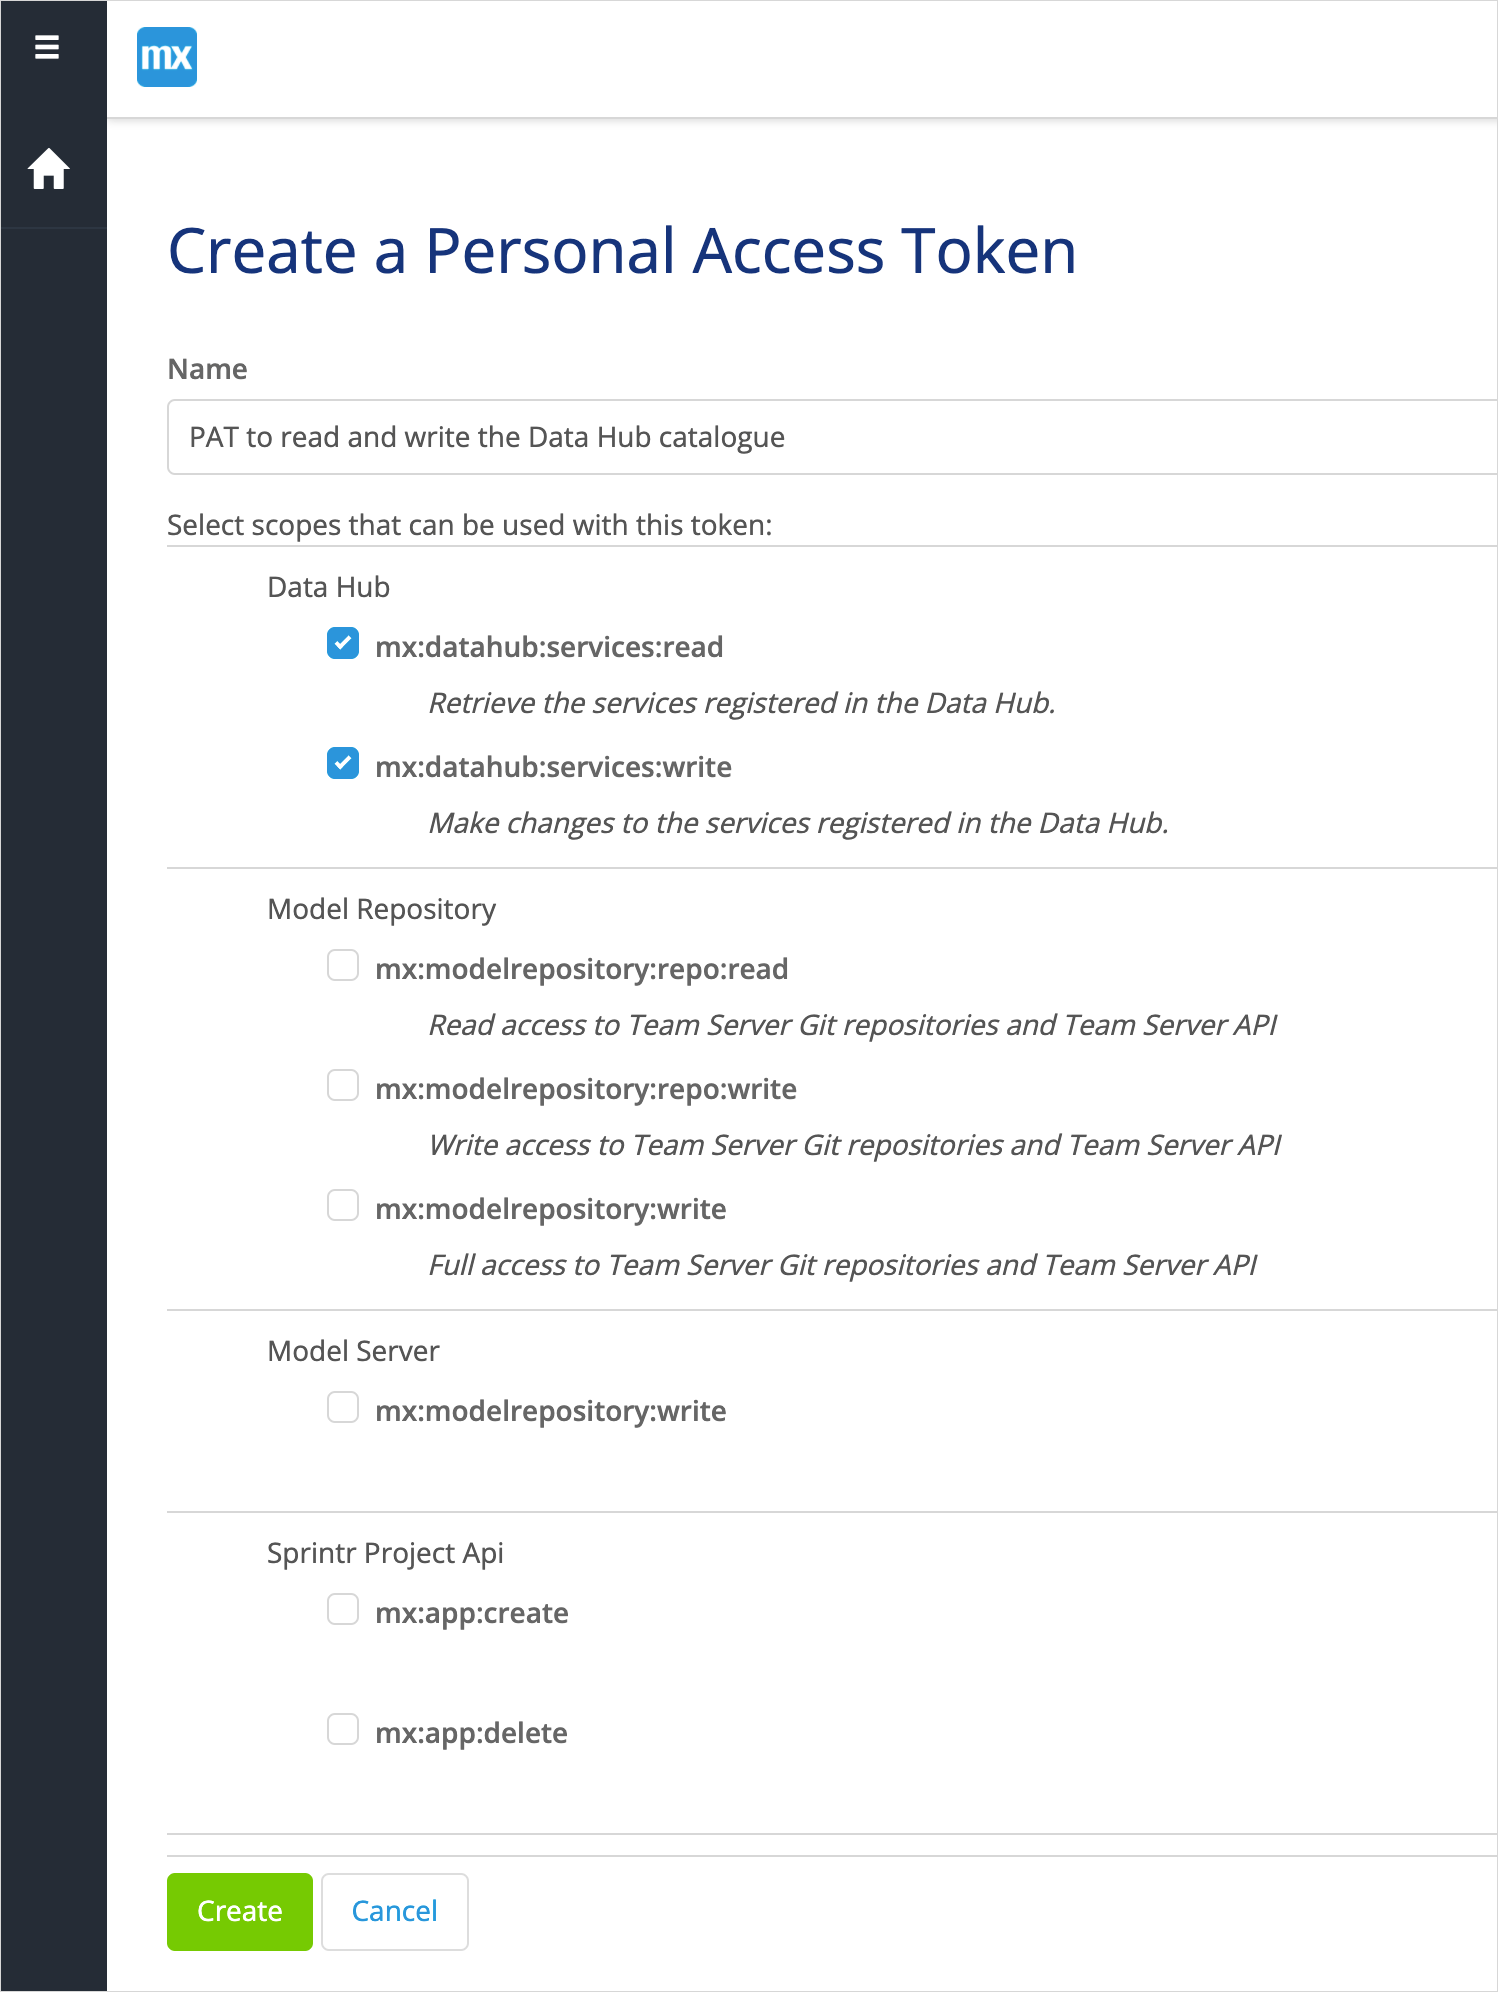 mx
Create a Personal Access Token
Name
PAT to read and write the Data Hub catalogue
Select scopes that can be used with this token:
Data Hub
mx:datahub:services:read
Retrieve the services registered in the Data Hub.
mx:datahub:services:write
Make changes to the services registered in the Data Hub.
Model Repository
mx:modelrepository:repo:read
Read access to Team Server Git repositories and Team Server API
mx:modelrepository:repo:write
Write access to Team Server Git repositories and Team Server API
mx:modelrepository:write
Full access to Team Server Git repositories and Team Server API
Model Server
mx:modelrepository:write
Sprintr Project Api
mx:app:create
mx:app:delete
Create Cancel